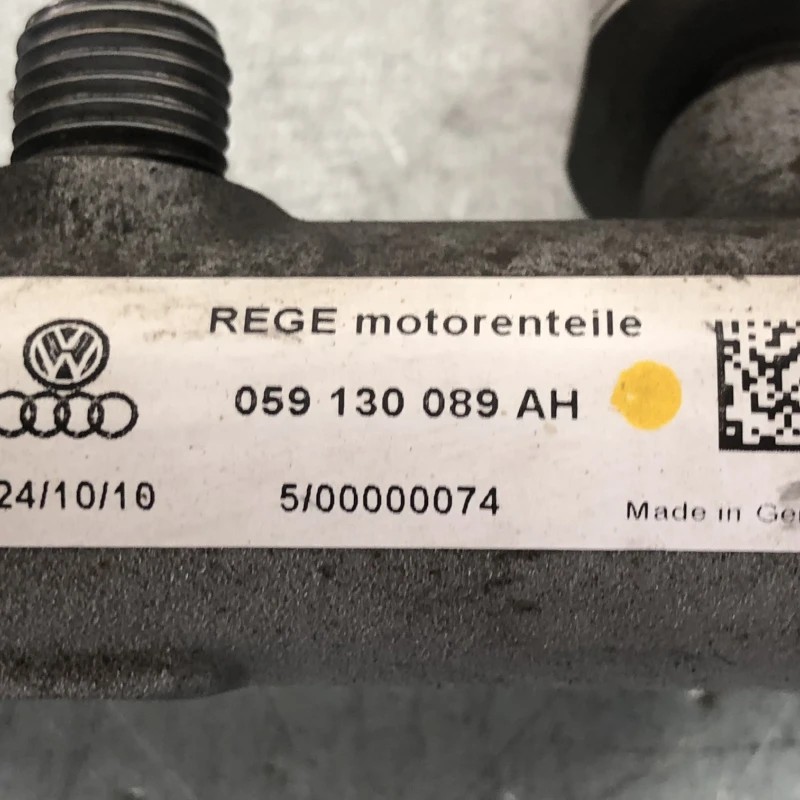 REGE motorenteile
059 130 089 AH
24/10/10
5/00000074
Made in